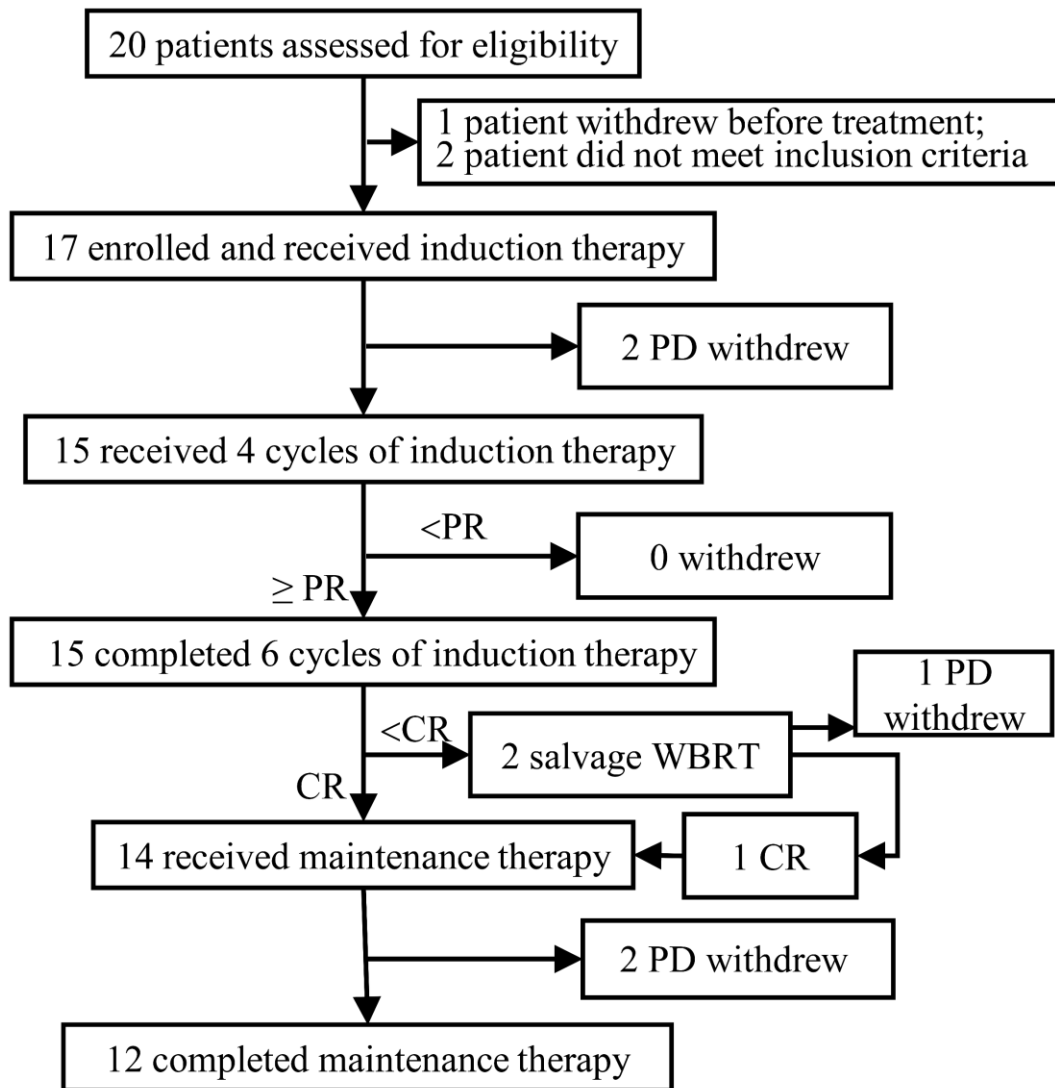 20 patients assessed for eligibility
1 patient withdrew before treatment;
2 patient did not meet inclusion criteria
17 enrolled and received induction therapy
2 PD withdrew
15 received 4 cycles of induction therapy
<PR
0 withdrew
≥ PR
15 completed 6 cycles of induction therapy
1 PD
withdrew
<CR
2 salvage WBRT
CR
14 received maintenance therapy
1 CR
2 PD withdrew
12 completed maintenance therapy